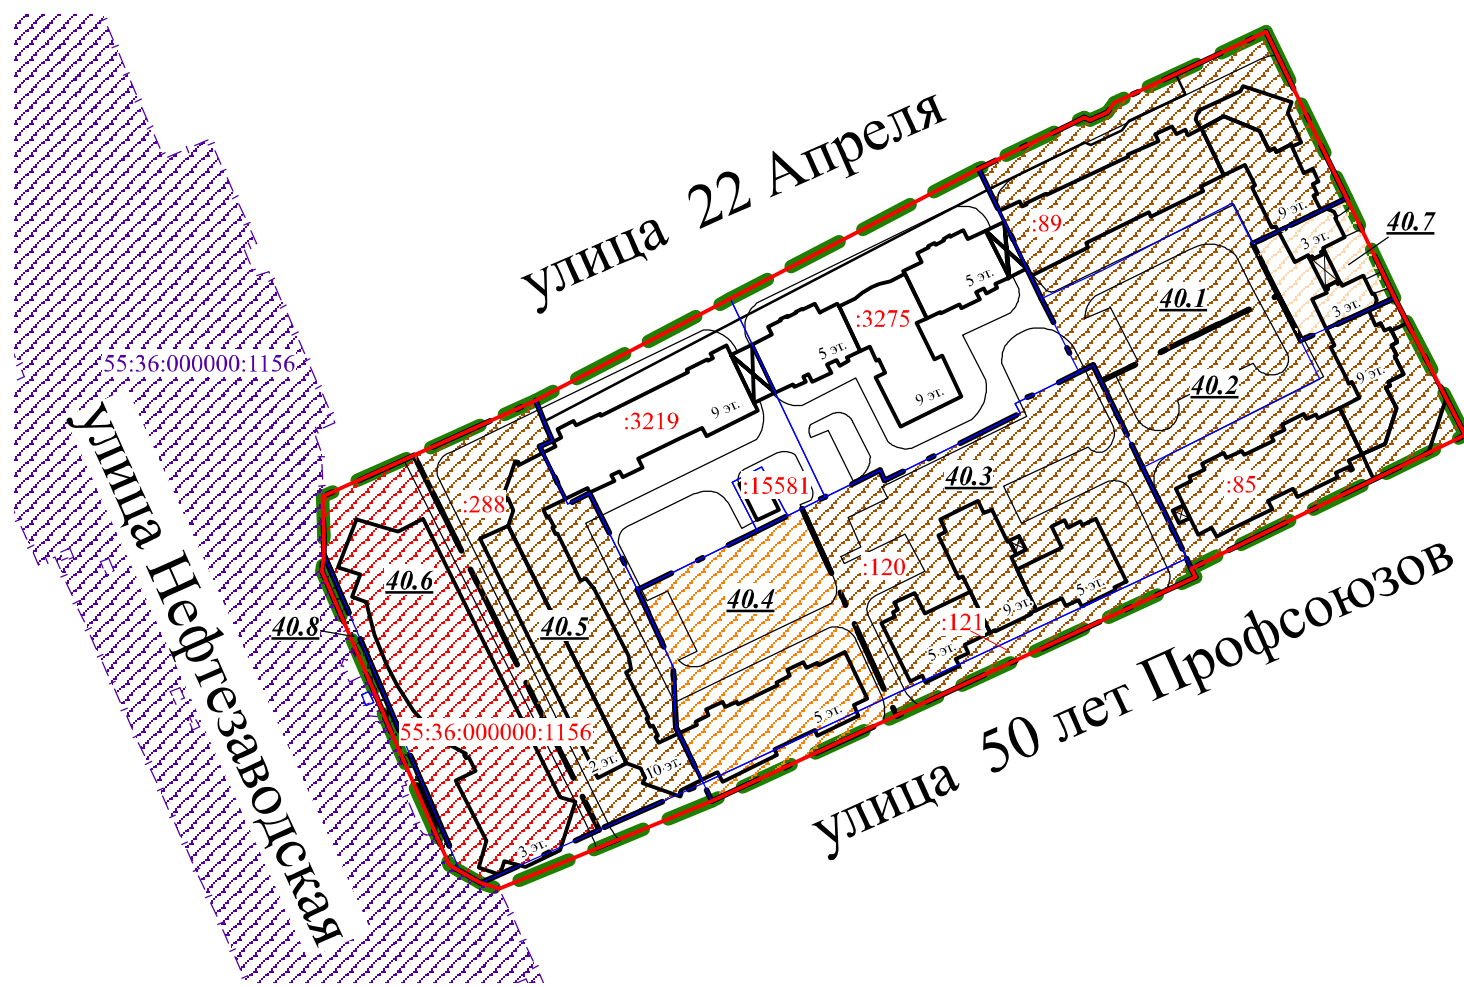 улица 22 Апреля
40.7
:89
9 эт.
3 эт.
5 эт.
40.1
3 эт.
:3275
5 эт.
55:36:000000:1156
9 эт.
9 эт.
40.2
:3219
9 эт.
40.3
:15581
:85
:288
40.6
:120
40.4
5 эт.
9 эт.
40.8
40.5
:121
5 эт.
улица Нефтезаводская
5 эт.
55:36:000000:1156
2 эт.
10 эт.
3 эт.
улица 50 лет Профсоюзов